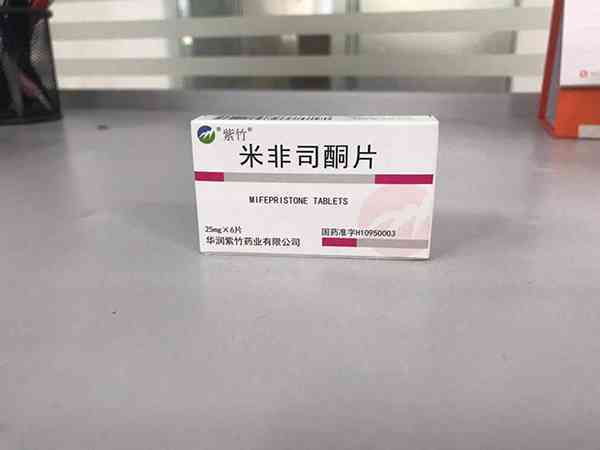 ®紫竹®
米非司酮片
MIFEPRISTONE TABLETS
25mg×6片
国药准字H10950003
华润紫竹药业有限公司